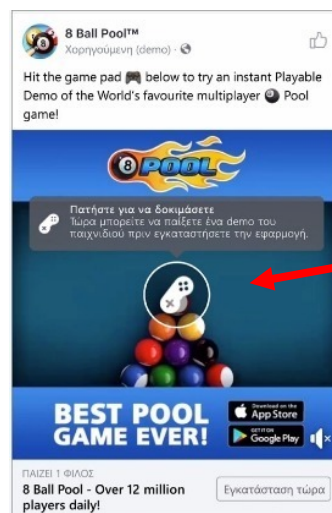 8 Ball Pool™
Χορηγούμενη (demo) ·
Hit the game pad 🎮 below to try an instant Playable
Demo of the World's favourite multiplayer 🎱 Pool
game!
8 POOL
Πατήστε για να δοκιμάσετε
Τώρα μπορείτε να παίξετε ένα demo του
παιχνιδιού πριν εγκαταστήσετε την εφαρμογή.
BEST POOL
GAME EVER!
Download on the
App Store
GET IT ON
Google Play
ΠΑΙΖΕΙ 1 ΦΙΛΟΣ
8 Ball Pool - Over 12 million
players daily!
Εγκατάσταση τώρα